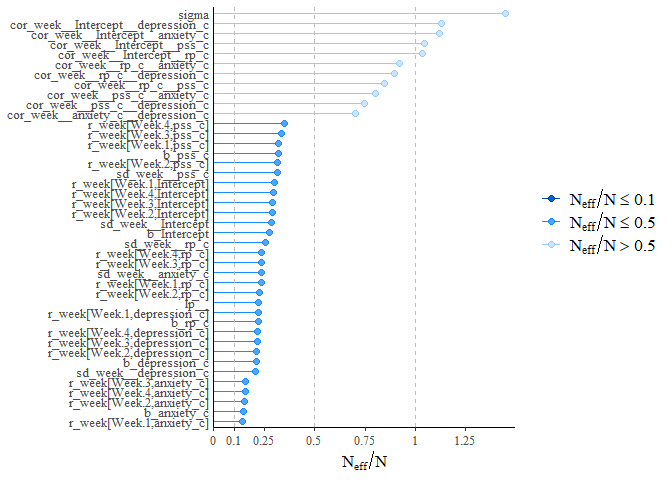 sigma
cor_week__Intercept__depression_c
cor_week__Intercept__anxiety_c
cor_week__Intercept__pss_c
cor_week__Intercept__rp_c
cor_week__rp_c__anxiety_c
cor_week__rp_c__depression_c
cor_week__rp_c__pss_c
cor_week__pss_c__anxiety_c
cor_week__pss_c__depression_c
cor_week__anxiety_c__depression_c
r_week[Week.4,pss_c]
r_week[Week.3,pss_c]
r_week[Week.1,pss_c]
b_pss_c
r_week[Week.2,pss_c]
sd_week__pss_c
r_week[Week.1,Intercept]
r_week[Week.4,Intercept]
r_week[Week.3,Intercept]
r_week[Week.2,Intercept]
sd_week__Intercept
b_Intercept
sd_week__rp_c
r_week[Week.4,rp_c]
r_week[Week.3,rp_c]
sd_week__anxiety_c
r_week[Week.1,rp_c]
r_week[Week.2,rp_c]
lp__
r_week[Week.1,depression_c]
b_rp_c
r_week[Week.4,depression_c]
r_week[Week.3,depression_c]
r_week[Week.2,depression_c]
b_depression_c
sd_week__depression_c
r_week[Week.3,anxiety_c]
r_week[Week.4,anxiety_c]
r_week[Week.2,anxiety_c]
b_anxiety_c
r_week[Week.1,anxiety_c]
0 0.1 0.25 0.5 0.75 1 1.25
Neff/N
Neff/N ≤ 0.1
Neff/N ≤ 0.5
Neff/N > 0.5